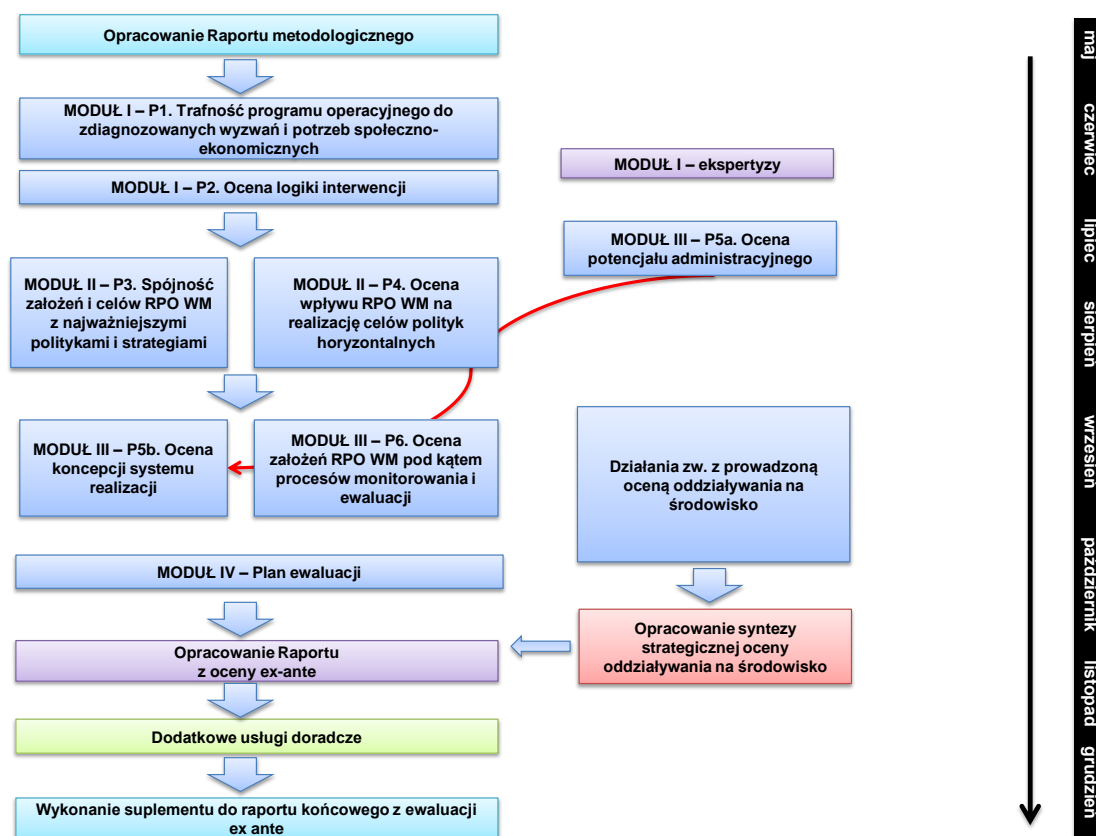 Opracowanie Raportu metodologicznego
MODUŁ I – P1. Trafność programu operacyjnego do
zdiagnozowanych wyzwań i potrzeb społeczno-
ekonomicznych
MODUŁ I – P2. Ocena logiki interwencji
MODUŁ I – ekspertyzy
MODUŁ III – P5a. Ocena
potencjału administracyjnego
MODUŁ II – P3. Spójność
założeń i celów RPO WM
z najważniejszymi
politykami i strategiami
MODUŁ II – P4. Ocena
wpływu RPO WM na
realizację celów polityk
horyzontalnych
MODUŁ III – P5b. Ocena
koncepcji systemu
realizacji
MODUŁ III – P6. Ocena
założeń RPO WM pod kątem
procesów monitorowania i
ewaluacji
Działania zw. z prowadzoną
oceną oddziaływania na
środowisko
MODUŁ IV – Plan ewaluacji
Opracowanie Raportu
z oceny ex-ante
Opracowanie syntezy
strategicznej oceny
oddziaływania na środowisko
Dodatkowe usługi doradcze
Wykonanie suplementu do raportu końcowego z ewaluacji
ex ante
maj
czerwiec
lipiec
sierpień
wrzesień
październik
listopad
grudzień